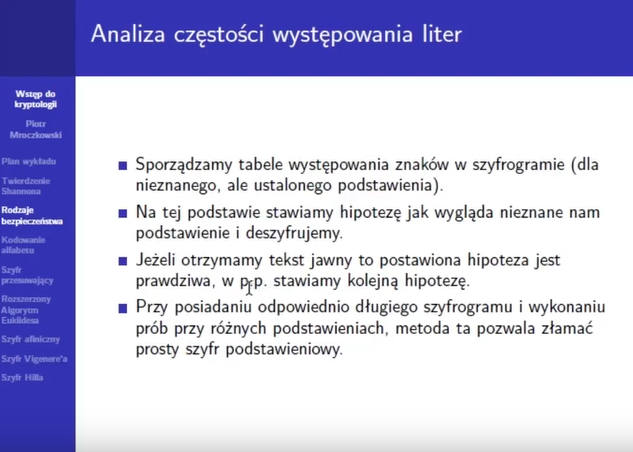 Analiza częstości występowania liter
Wstęp do
kryptologii
Piotr
Mroczkowski
Plan wykładu
Twierdzenie
Shannona
Rodzaje
bezpieczeństwa
Kodowanie
alfabetu
Szyfr
przesuwający
Rozszerzony
Algorytm
Euklidesa
Szyfr afiniczny
Szyfr Vigenere'a
Szyfr Hilla
Sporządzamy tabele występowania znaków w szyfrogramie (dla
nieznanego, ale ustalonego podstawienia).
Na tej podstawie stawiamy hipotezę jak wygląda nieznane nam
podstawienie i deszyfrujemy.
Jeżeli otrzymamy tekst jawny to postawiona hipoteza jest
prawdziwa, w p.p. stawiamy kolejną hipotezę.
Przy posiadaniu odpowiednio długiego szyfrogramu i wykonaniu
prób przy różnych podstawieniach, metoda ta pozwala złamać
prosty szyfr podstawieniowy.